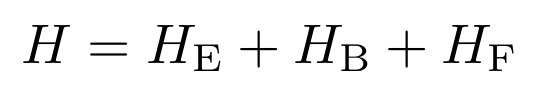 H = H_E + H_B + H_F